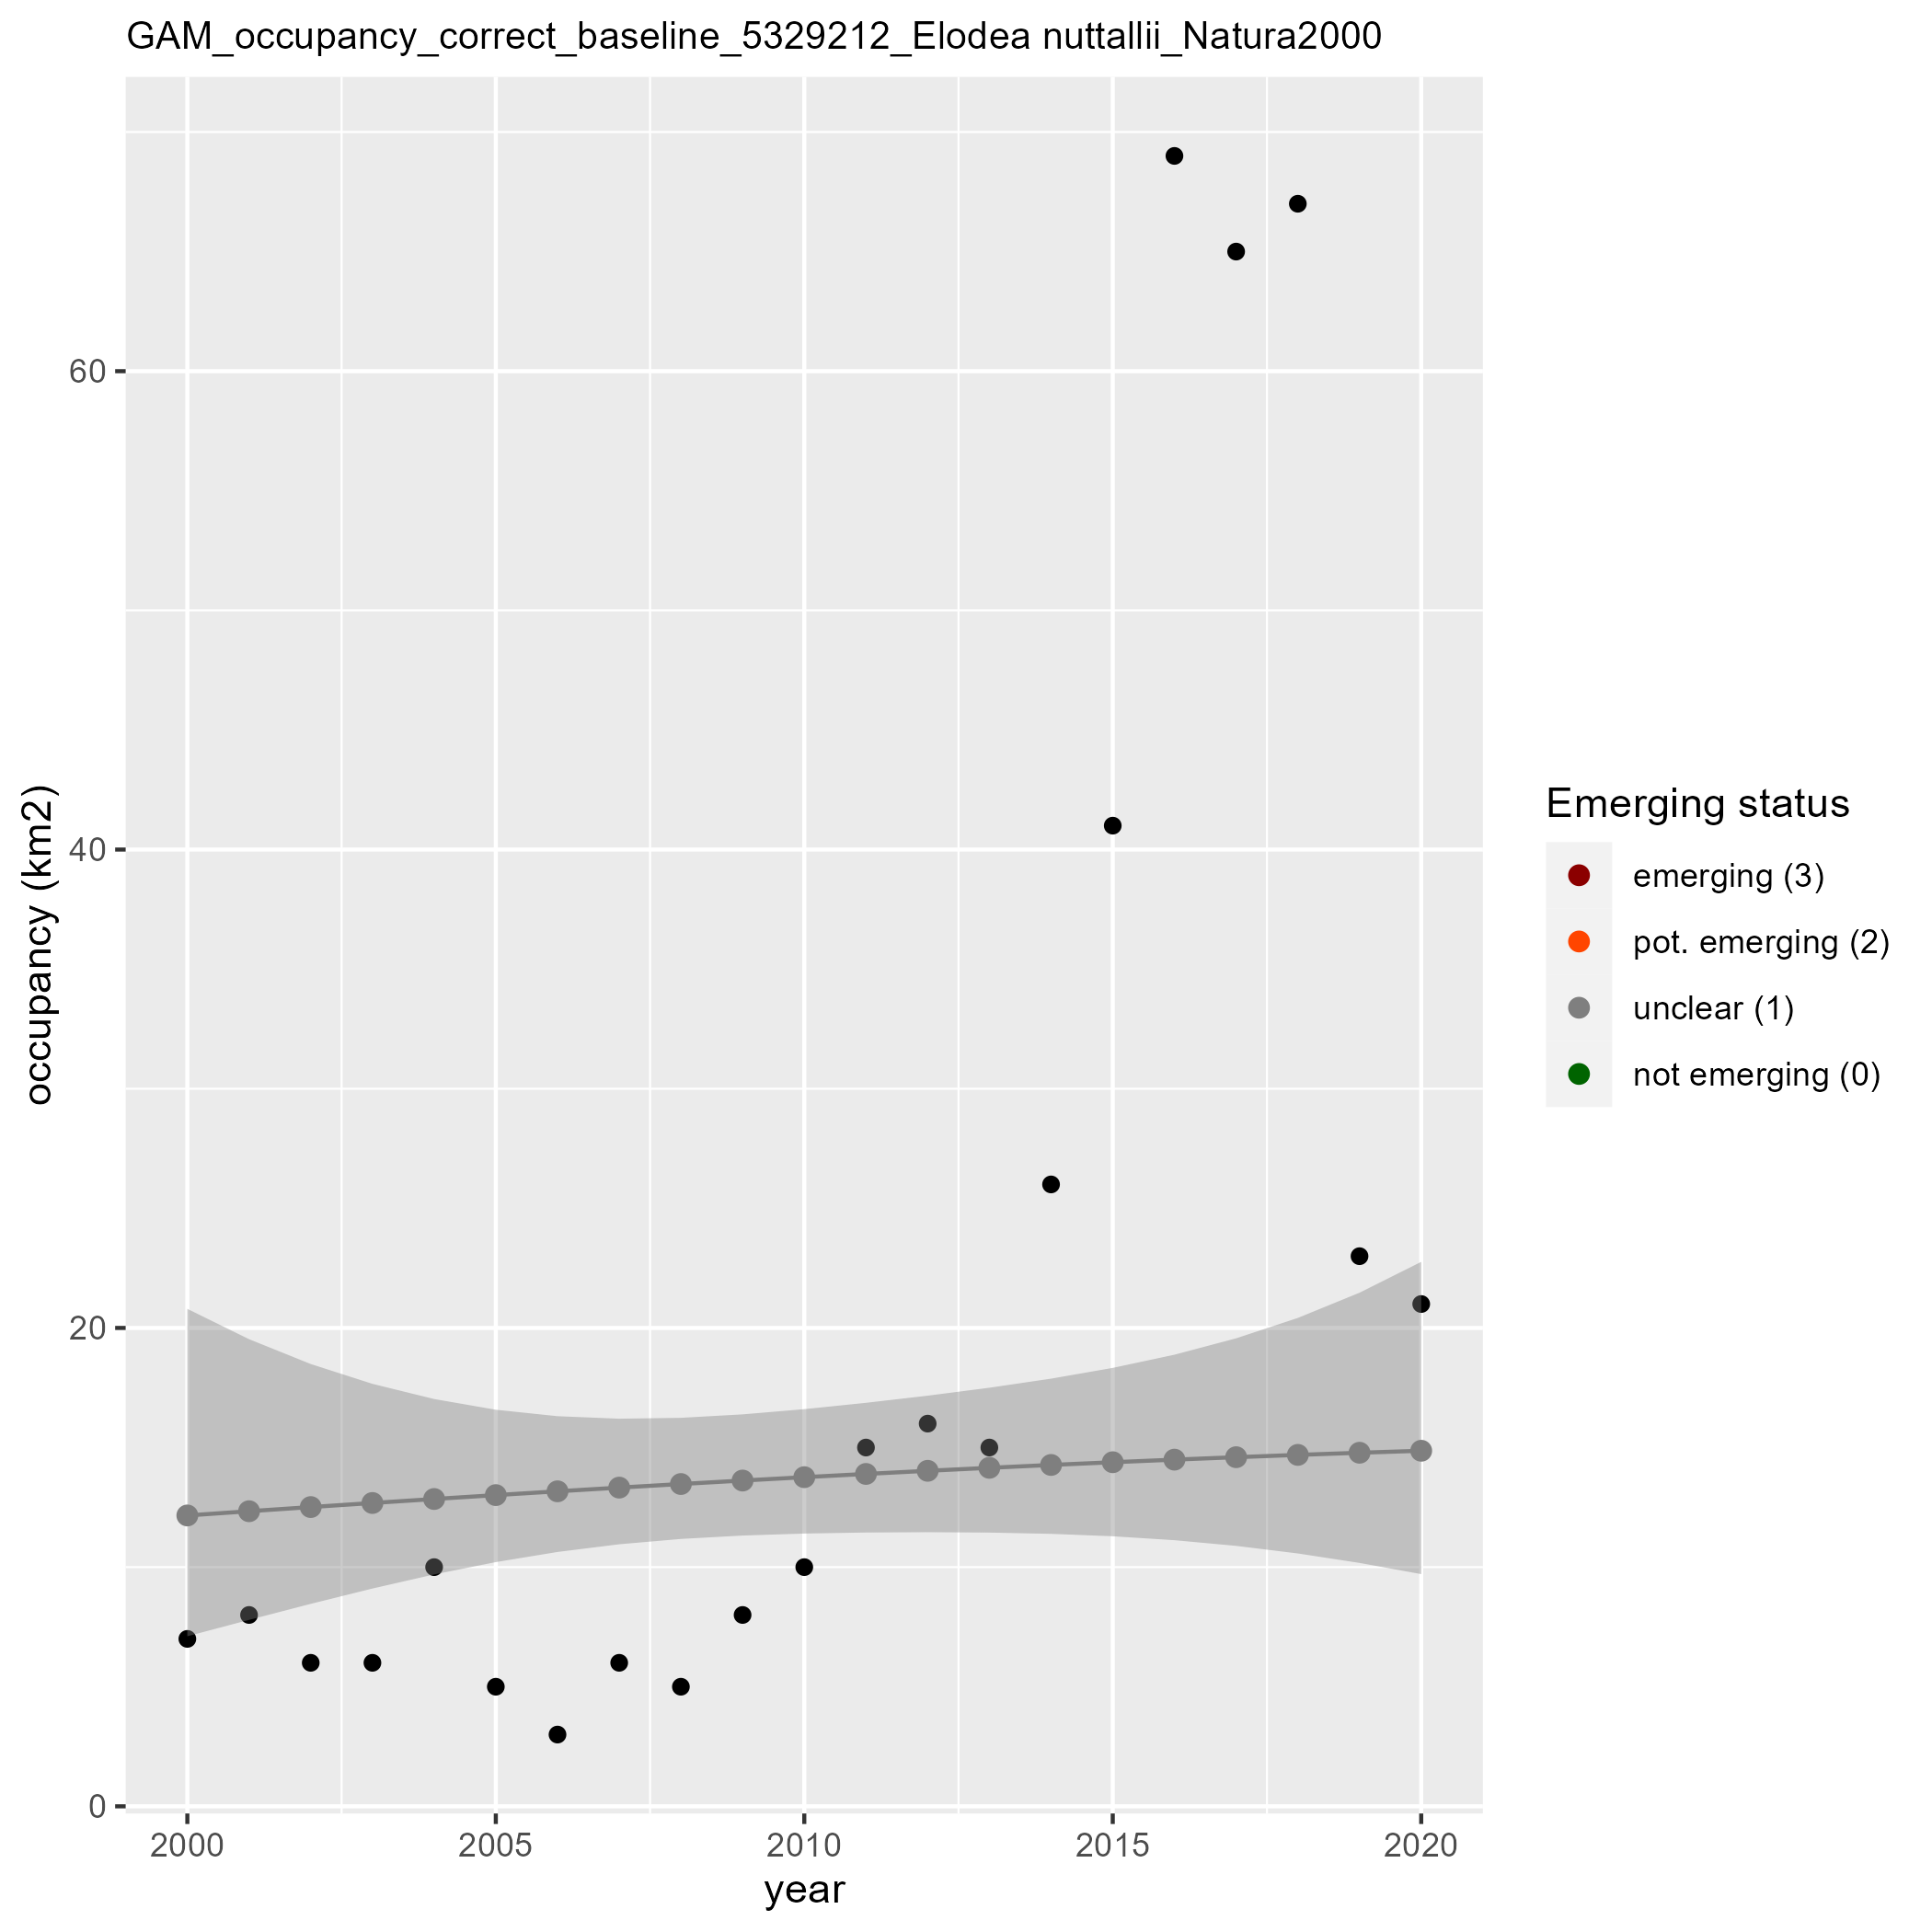 GAM_occupancy_correct_baseline_5329212_Elodea nuttallii_Natura2000
60
40
20
0
occupancy (km2)
2000 2005 2010 2015 2020
year
Emerging status
emerging (3)
pot. emerging (2)
unclear (1)
not emerging (0)